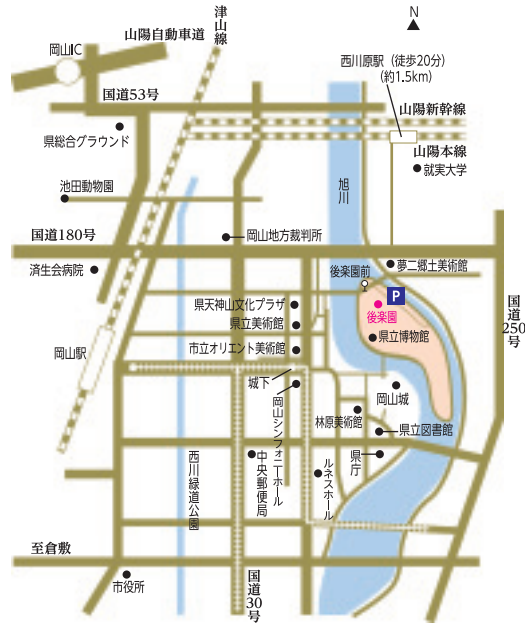 津山線
N
山陽自動車道
岡山IC
西川原駅（徒歩20分）
（約1.5km）
国道53号
山陽新幹線
県総合グラウンド
山陽本線
就実大学
池田動物園
旭川
国道180号
岡山地方裁判所
済生会病院
後楽園前
夢二郷土美術館
P
県天神山文化プラザ
後楽園
国道250号
県立美術館
県立博物館
岡山駅
市立オリエント美術館
城下
岡山城
岡山シンフォニーホール
林原美術館
県立図書館
西川緑道公園
中央郵便局
ルネスホール
県庁
至倉敷
市役所
国道30号